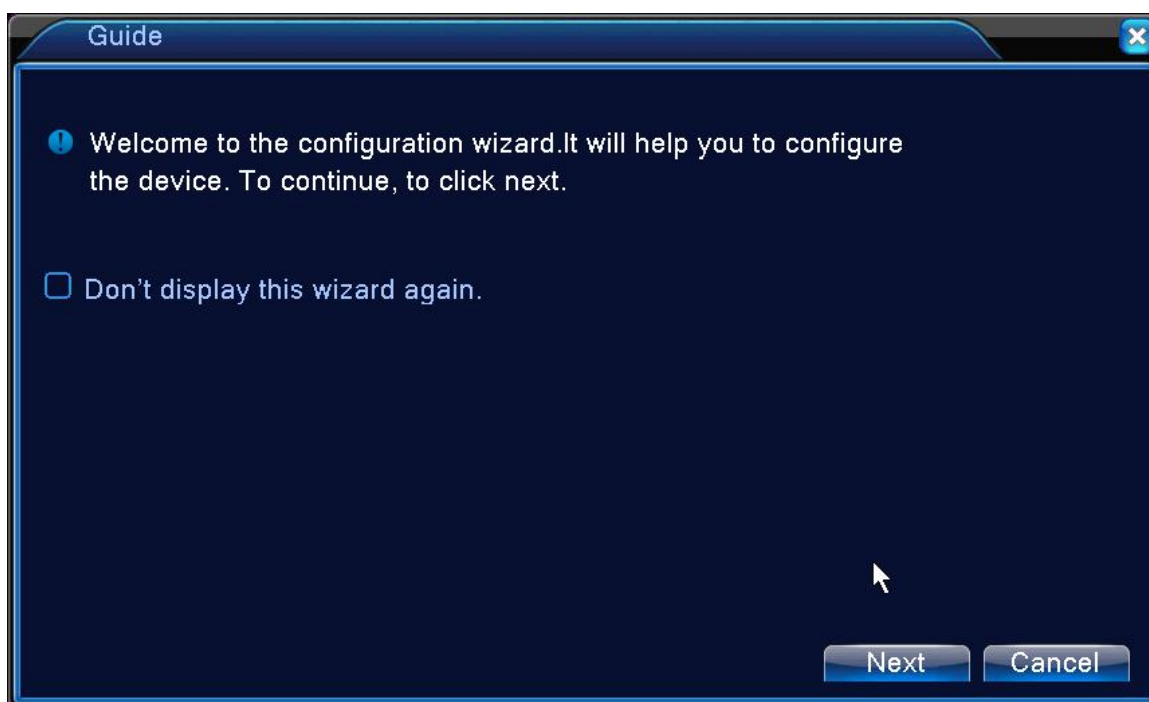 Guide
Welcome to the configuration wizard.It will help you to configure
the device. To continue, to click next.
Don't display this wizard again.
Next
Cancel